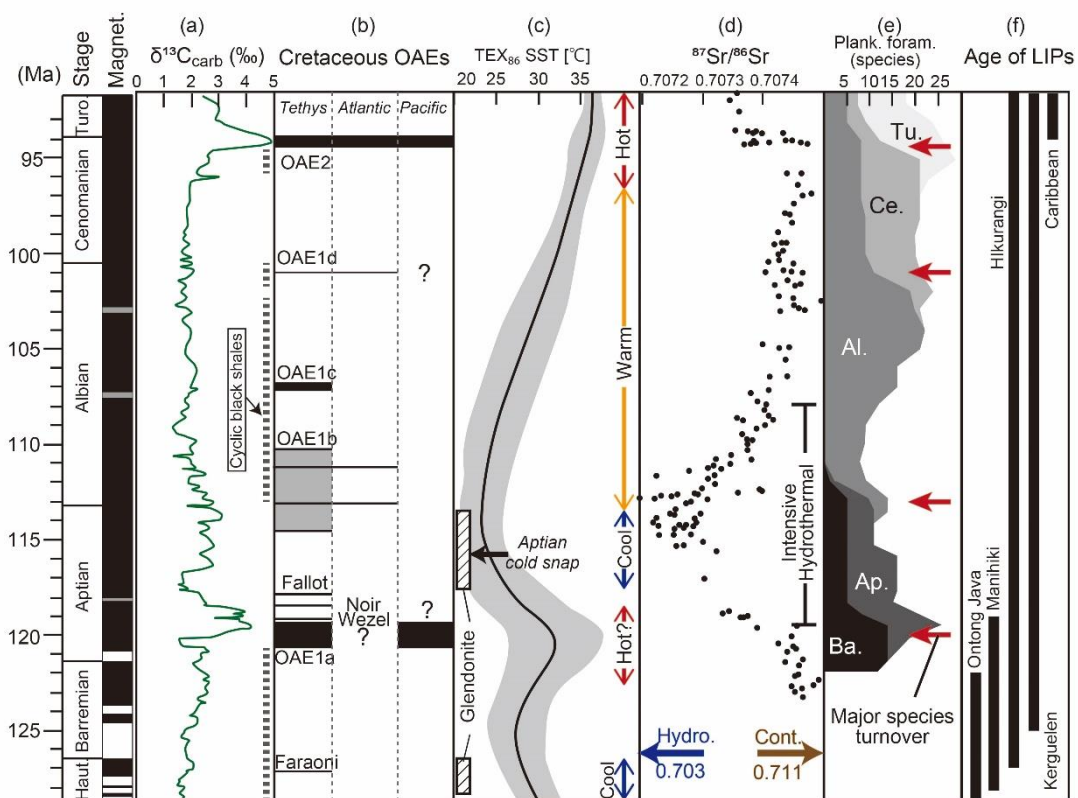 (a) (b) (c) (d) (e) (f)
(Ma) Stage Magnet. δ¹³Ccarb (‰) Cretaceous OAEs TEX₈₆ SST [℃] ⁸⁷Sr/⁸⁶Sr Plank. foram. (species) Age of LIPs
0 1 2 3 4 5
20 25 30 35
0.7072 0.7073 0.7074
5 10 15 20 25
Tethys Atlantic Pacific
95
100
105
110
115
120
125
Turo
Cenomanian
Albian
Aptian
Barremian
Haut.
Cyclic black shales
OAE2
OAE1d
?
OAE1c
OAE1b
Fallot
Noir
Wezel
?
?
OAE1a
Faraoni
Aptian
cold snap
Glendonite
Hot
Warm
Cool
Hot?
Cool
Intensive
Hydrothermal
Hydro.
0.703
Cont.
0.711
Tu.
Ce.
Al.
Ap.
Ba.
Major species
turnover
Ontong Java
Manihiki
HIkurangi
Kerguelen
Caribbean